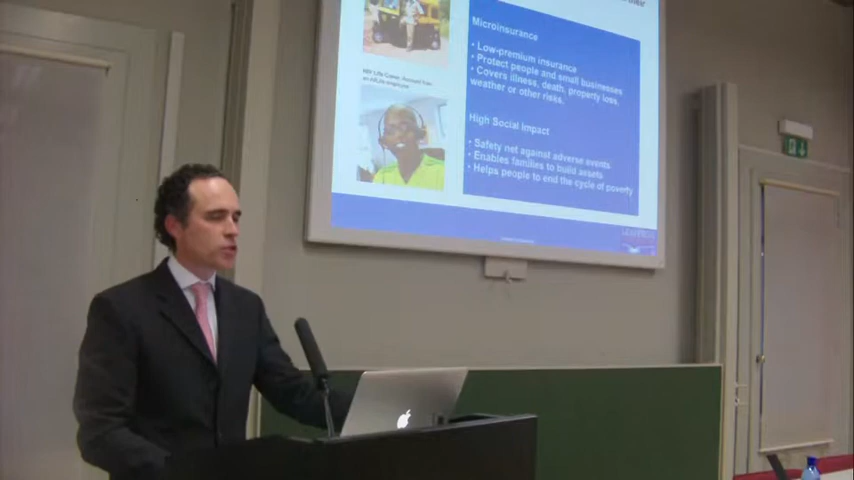 Microinsurance
• Low-premium insurance
• Protect people and small businesses
• Covers illness, death, property loss,
weather or other risks.
High Social Impact
• Safety net against adverse events
• Enables families to build assets
• Helps people to end the cycle of poverty